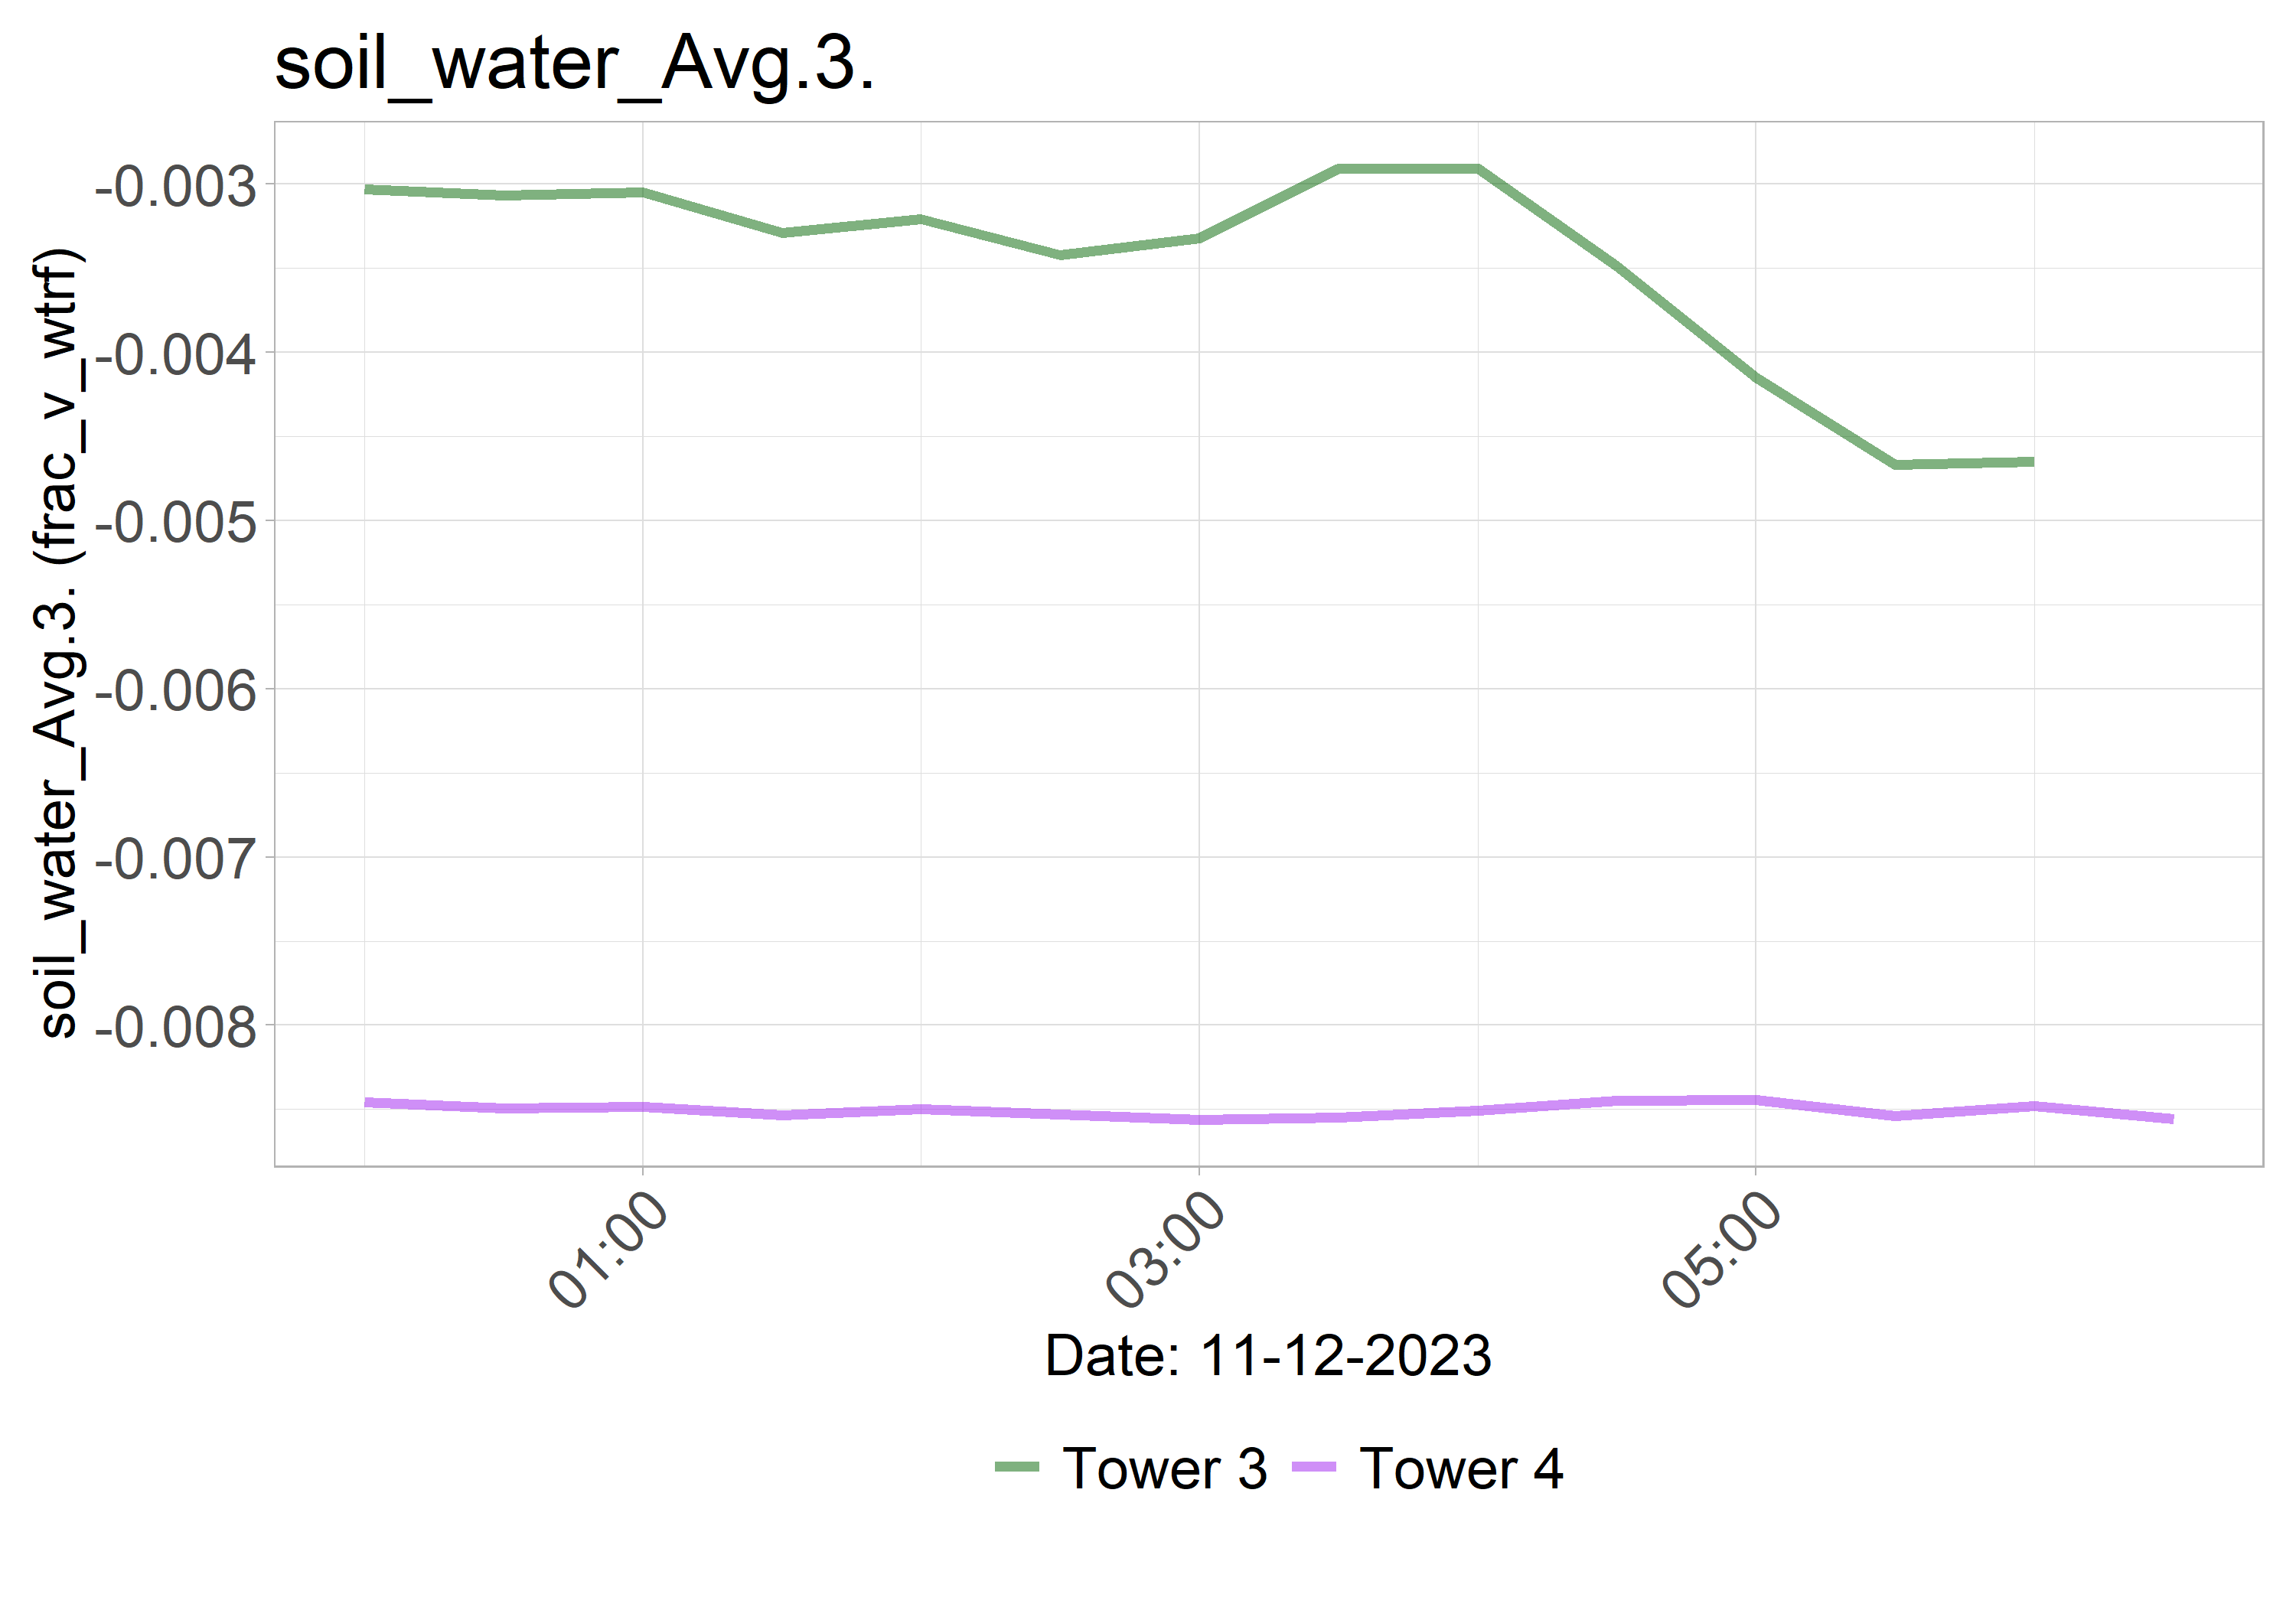 soil_water_Avg.3.
soil_water_Avg.3. (frac_v_wtrf)
-0.003
-0.004
-0.005
-0.006
-0.007
-0.008
01:00
03:00
05:00
Date: 11-12-2023
Tower 3
Tower 4